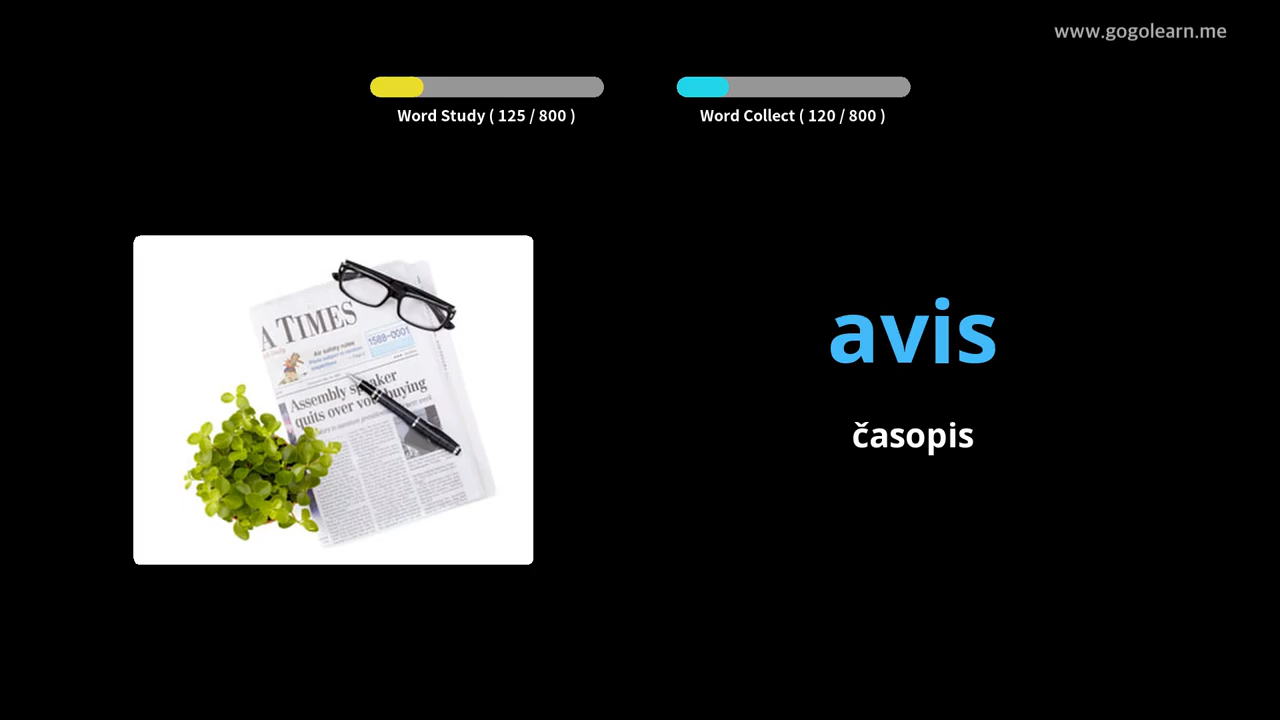 www.gogolearn.me
Word Study ( 125 / 800 )
Word Collect ( 120 / 800 )
A TIMES
Air safety rules
1588-0001
Assembly speaker
quits over vote buying
avis
časopis